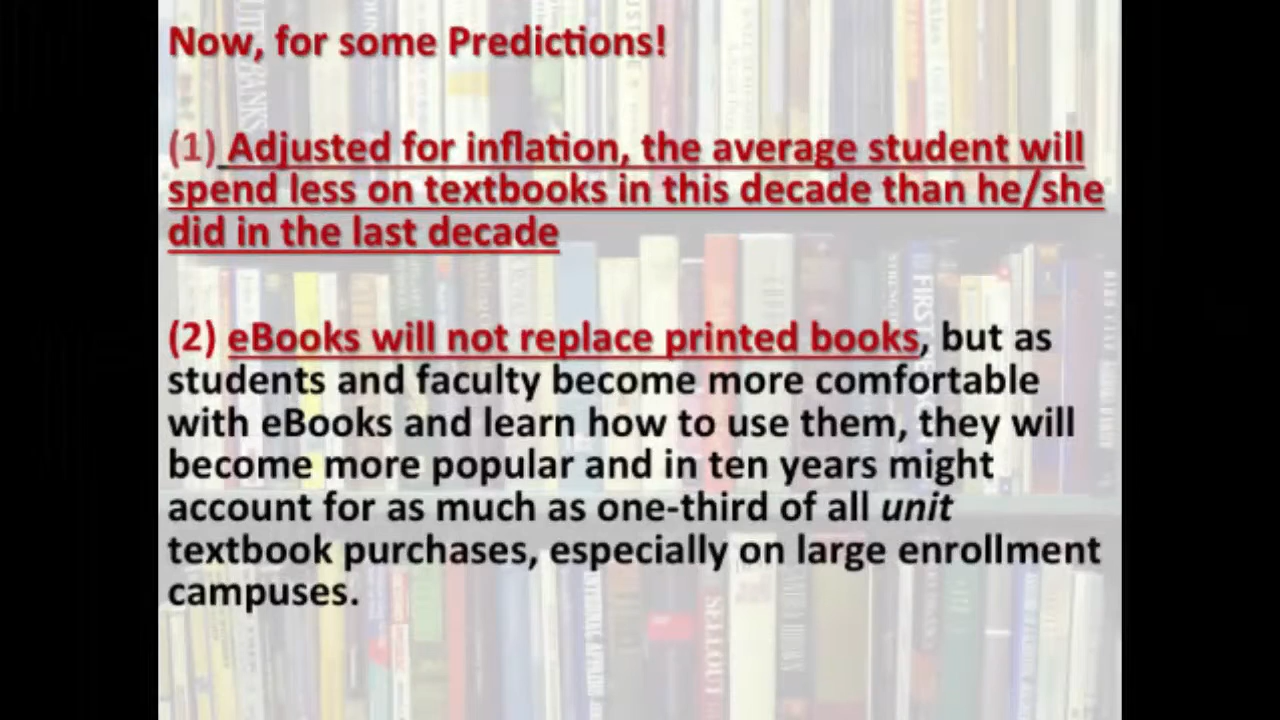 Now, for some Predictions!
(1) Adjusted for inflation, the average student will
spend less on textbooks in this decade than he/she
did in the last decade
(2) eBooks will not replace printed books, but as
students and faculty become more comfortable
with eBooks and learn how to use them, they will
become more popular and in ten years might
account for as much as one-third of all unit
textbook purchases, especially on large enrollment
campuses.